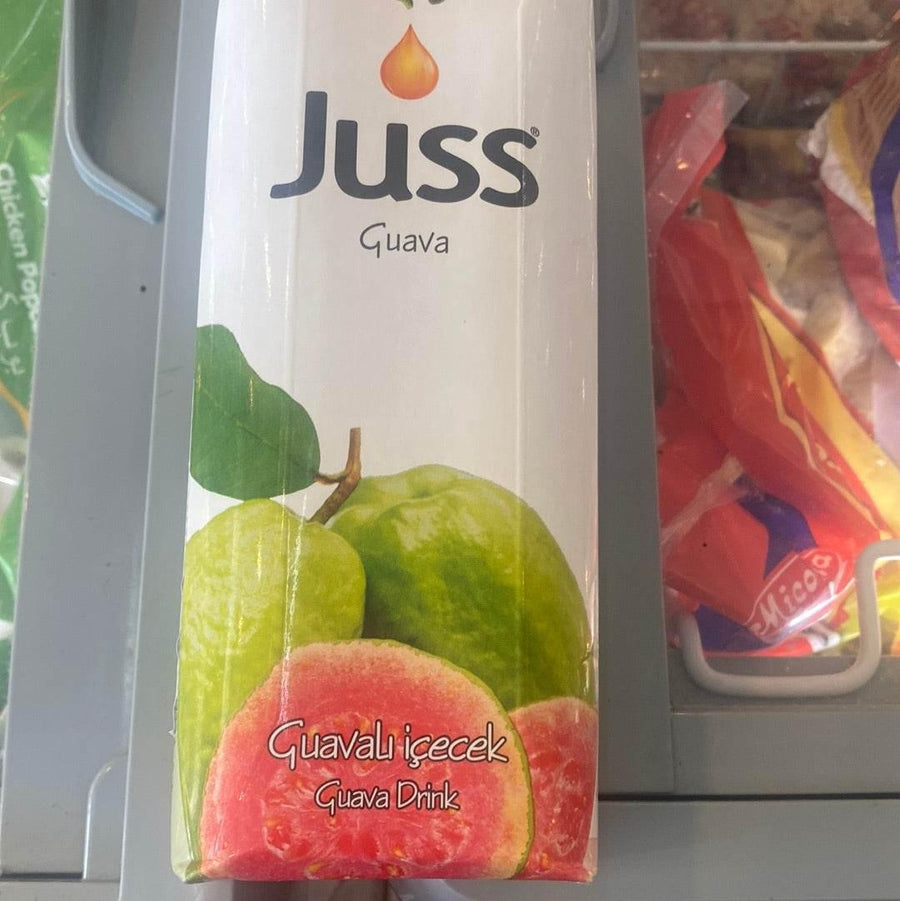 Juss®
Guava
Guavalı içecek
Guava Drink
Chicken Pop